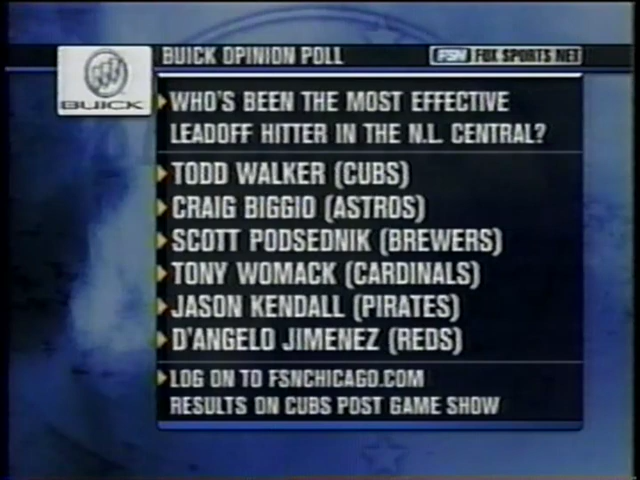 BUICK OPINION POLL
FSN FOX SPORTS NET
BUICK
WHO'S BEEN THE MOST EFFECTIVE
LEADOFF HITTER IN THE N.L. CENTRAL?
TODD WALKER (CUBS)
CRAIG BIGGIO (ASTROS)
SCOTT PODSEDNIK (BREWERS)
TONY WOMACK (CARDINALS)
JASON KENDALL (PIRATES)
D'ANGELO JIMENEZ (REDS)
LOG ON TO FSNCHICAGO.COM
RESULTS ON CUBS POST GAME SHOW